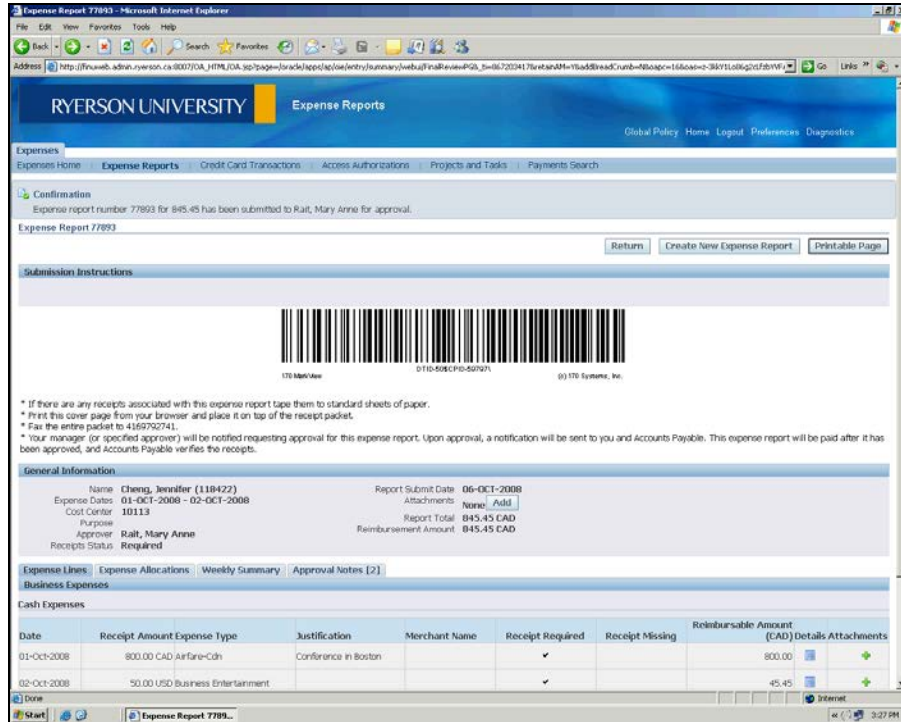 Expense Report 77893 - Microsoft Internet Explorer
File Edit View Favorites Tools Help
Back Search Favorites
Address Go Links »
RYERSON UNIVERSITY Expense Reports
Global Policy Home Logout Preferences Diagnostics
Expenses
Expenses Home | Expense Reports | Credit Card Transactions | Access Authorizations | Projects and Tasks | Payments Search
Confirmation
Expense report number 77893 for 845.45 has been submitted to Rait, Mary Anne for approval.
Expense Report 77893
Return Create New Expense Report Printable Page
Submission Instructions
170 MarkView (c) 170 Systems, Inc.
* If there are any receipts associated with this expense report tape them to standard sheets of paper.
* Print this cover page from your browser and place it on top of the receipt packet.
* Fax the entire packet to 4169792741.
* Your manager (or specified approver) will be notified requesting approval for this expense report. Upon approval, a notification will be sent to you and Accounts Payable. This expense report will be paid after it has
been approved, and Accounts Payable verifies the receipts.
General Information
Name Cheng, Jennifer (118422) Report Submit Date 06-OCT-2008
Expense Dates 01-OCT-2008 - 02-OCT-2008 Attachments None Add
Cost Center 10113
Purpose Report Total 845.45 CAD
Approver Rait, Mary Anne Reimbursement Amount 845.45 CAD
Receipts Status Required
Expense Lines Expense Allocations Weekly Summary Approval Notes [2]
Business Expenses
Cash Expenses
Date Receipt Amount Expense Type Justification Merchant Name Receipt Required Receipt Missing Reimbursable Amount (CAD) Details Attachments
01-Oct-2008 800.00 CAD Airfare-Cdn Conference in Boston 800.00
02-Oct-2008 50.00 USD Business Entertainment 45.45
Done Internet
Start Expense Report 7789... « 3:27 PM